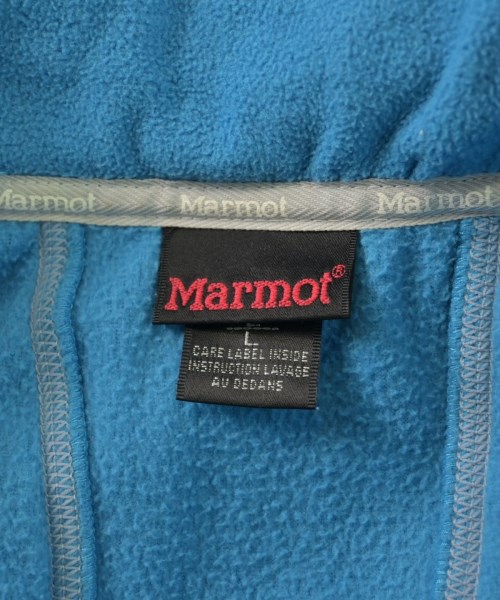 Marmot
Marmot
Marmot
Marmot®
L
CARE LABEL INSIDE
INSTRUCTION LAVAGE
AU DEDANS